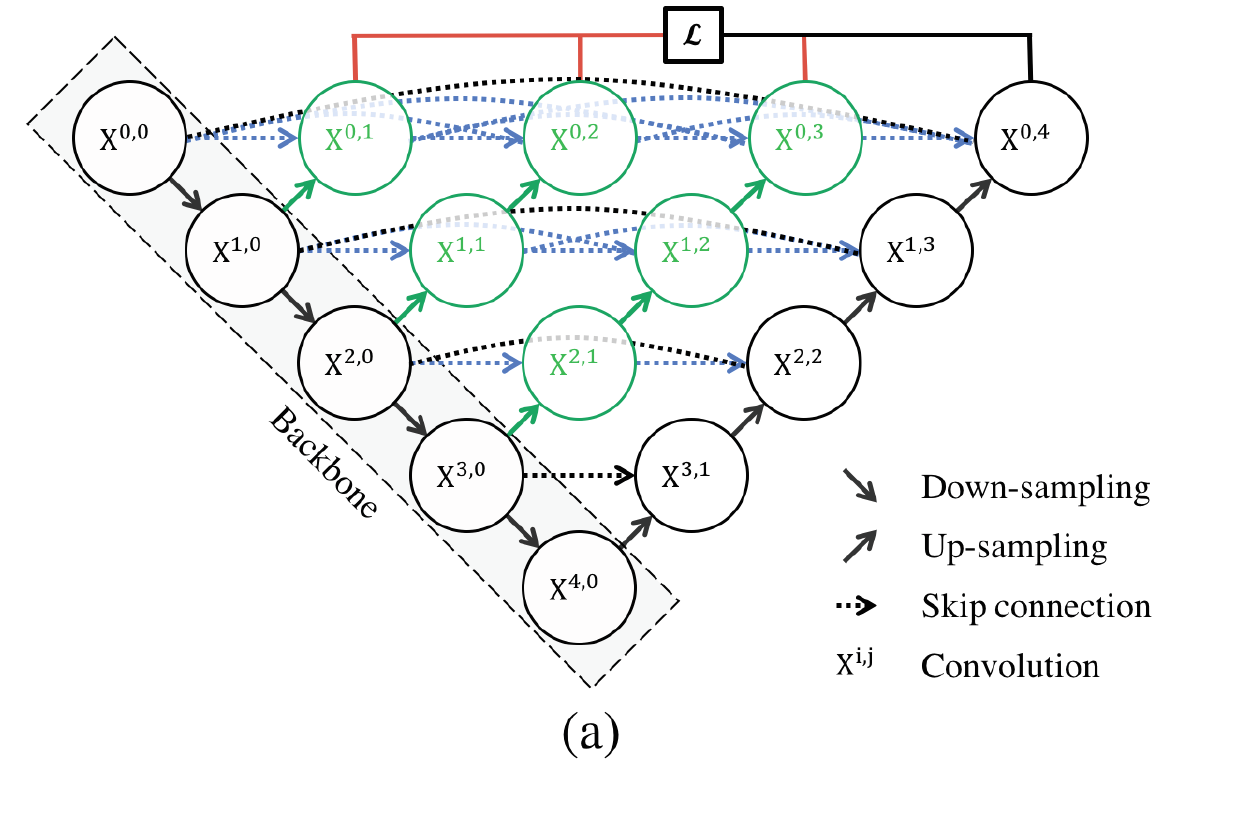 ℒ
X^{0,0} X^{0,1} X^{0,2} X^{0,3} X^{0,4}
X^{1,0} X^{1,1} X^{1,2} X^{1,3}
X^{2,0} X^{2,1} X^{2,2}
X^{3,0} X^{3,1}
X^{4,0}
Backbone
Down-sampling
Up-sampling
Skip connection
X^{i,j} Convolution
(a)